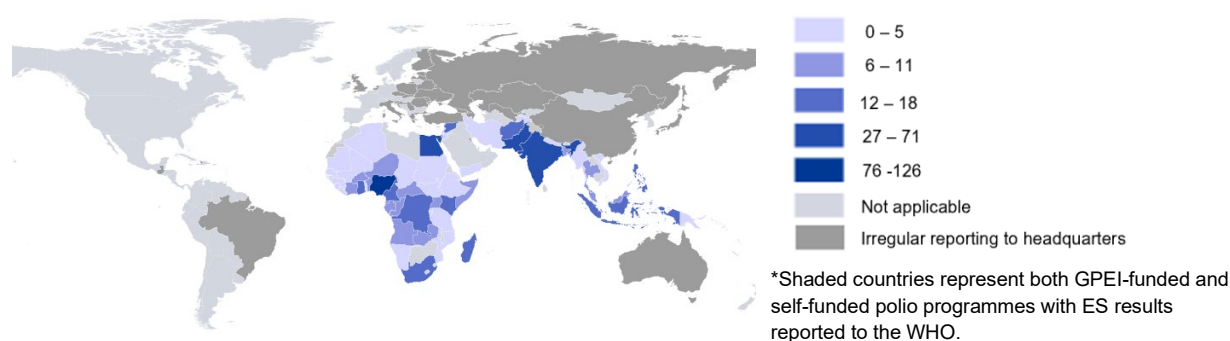 0 – 5
6 – 11
12 – 18
27 – 71
76 -126
Not applicable
Irregular reporting to headquarters
*Shaded countries represent both GPEI-funded and
self-funded polio programmes with ES results
reported to the WHO.